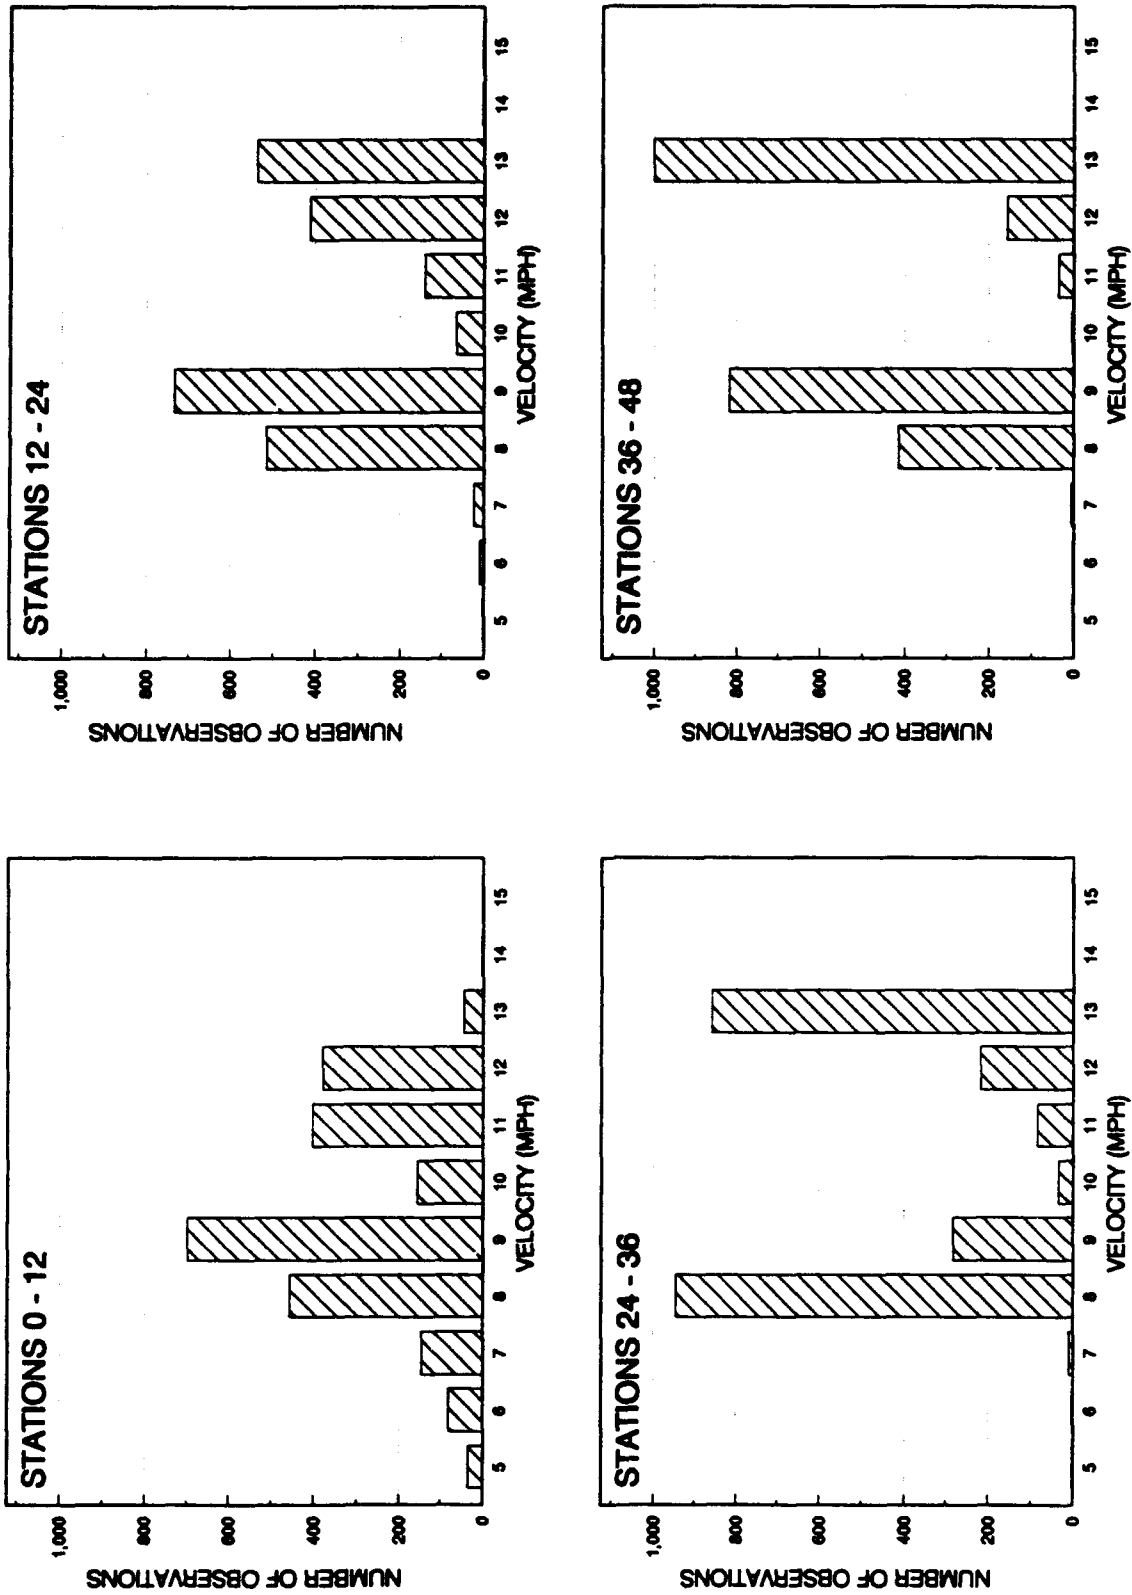 STATIONS 0 - 12
NUMBER OF OBSERVATIONS
1,000
800
600
400
200
0
5 6 7 8 9 10 11 12 13 14 15
VELOCITY (MPH)
STATIONS 12 - 24
NUMBER OF OBSERVATIONS
1,000
800
600
400
200
0
5 6 7 8 9 10 11 12 13 14 15
VELOCITY (MPH)
STATIONS 24 - 36
NUMBER OF OBSERVATIONS
1,000
800
600
400
200
0
5 6 7 8 9 10 11 12 13 14 15
VELOCITY (MPH)
STATIONS 36 - 48
NUMBER OF OBSERVATIONS
1,000
800
600
400
200
0
5 6 7 8 9 10 11 12 13 14 15
VELOCITY (MPH)